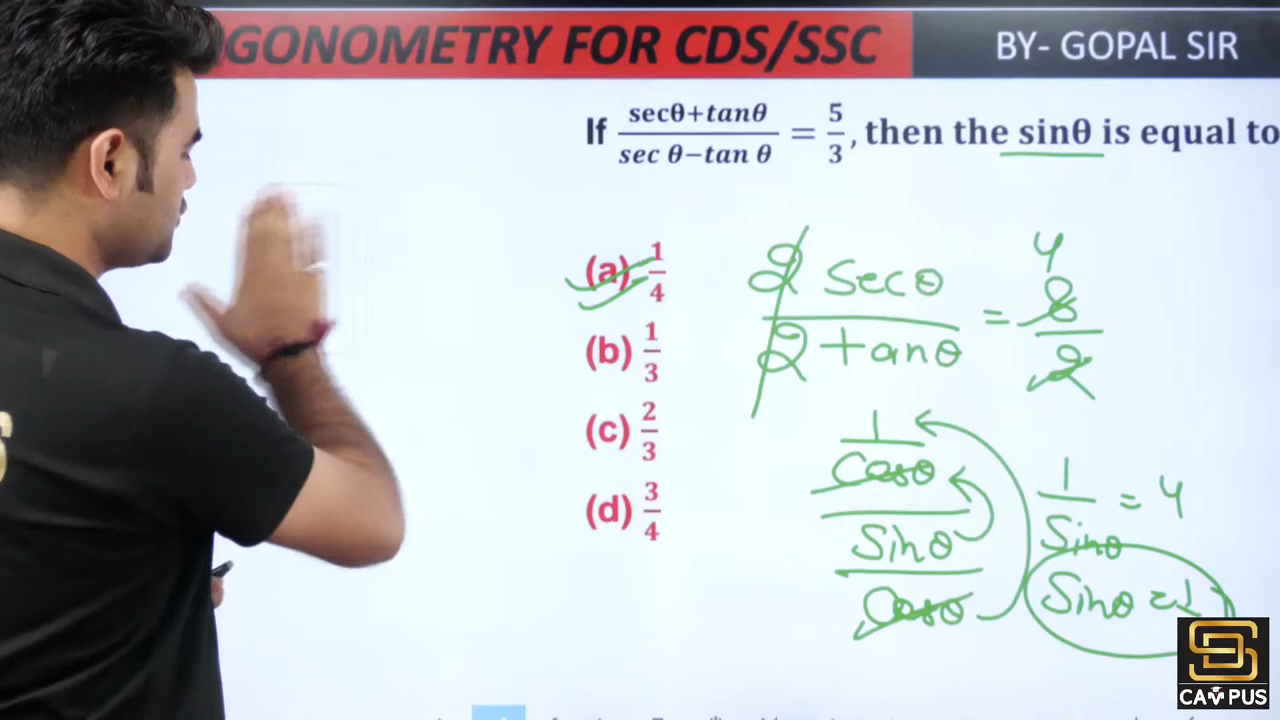 GONOMETRY FOR CDS/SSC
BY- GOPAL SIR
If secθ+tanθ / sec θ−tan θ = 5/3, then the sinθ is equal to
(a) 1/4
(b) 1/3
(c) 2/3
(d) 3/4
2 secθ / 2 tanθ = 8/2
4
1
Cosθ
Sinθ
Cosθ
1/Sinθ = 4
Sinθ = 1
S
CAMPUS